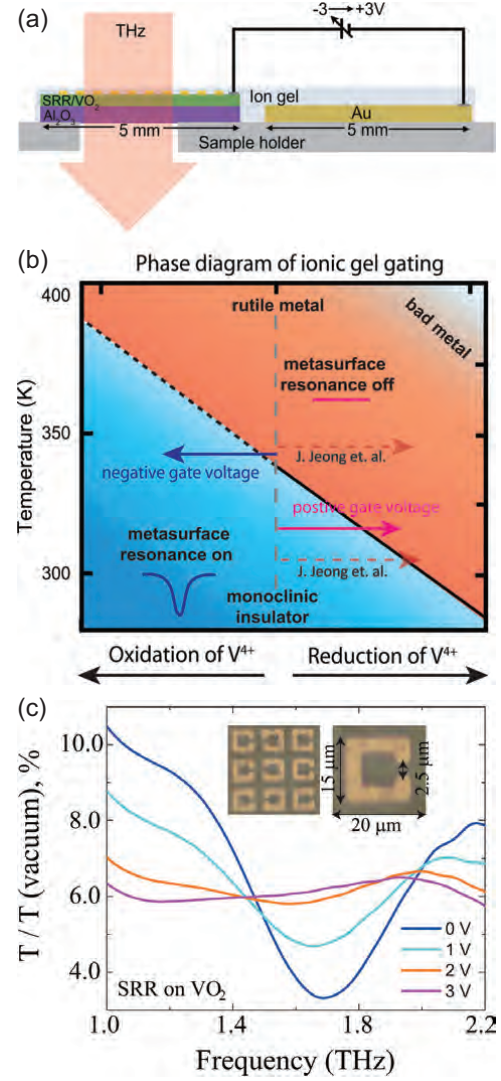 (a)
-3 → +3V
THz
Ion gel
SRR/VO₂
Al₂O₃
Au
5 mm
5 mm
Sample holder
(b)
Phase diagram of ionic gel gating
400
rutile metal
bad metal
metasurface
resonance off
Temperature (K)
350
J. Jeong et. al.
negative gate voltage
postive gate voltage
metasurface
resonance on
J. Jeong et. al.
300
monoclinic
insulator
Oxidation of V⁴⁺
Reduction of V⁴⁺
(c)
T / T (vacuum), %
10.0
8.0
6.0
4.0
15 μm
2.5 μm
20 μm
0 V
1 V
2 V
3 V
SRR on VO₂
1.0
1.4
1.8
2.2
Frequency (THz)